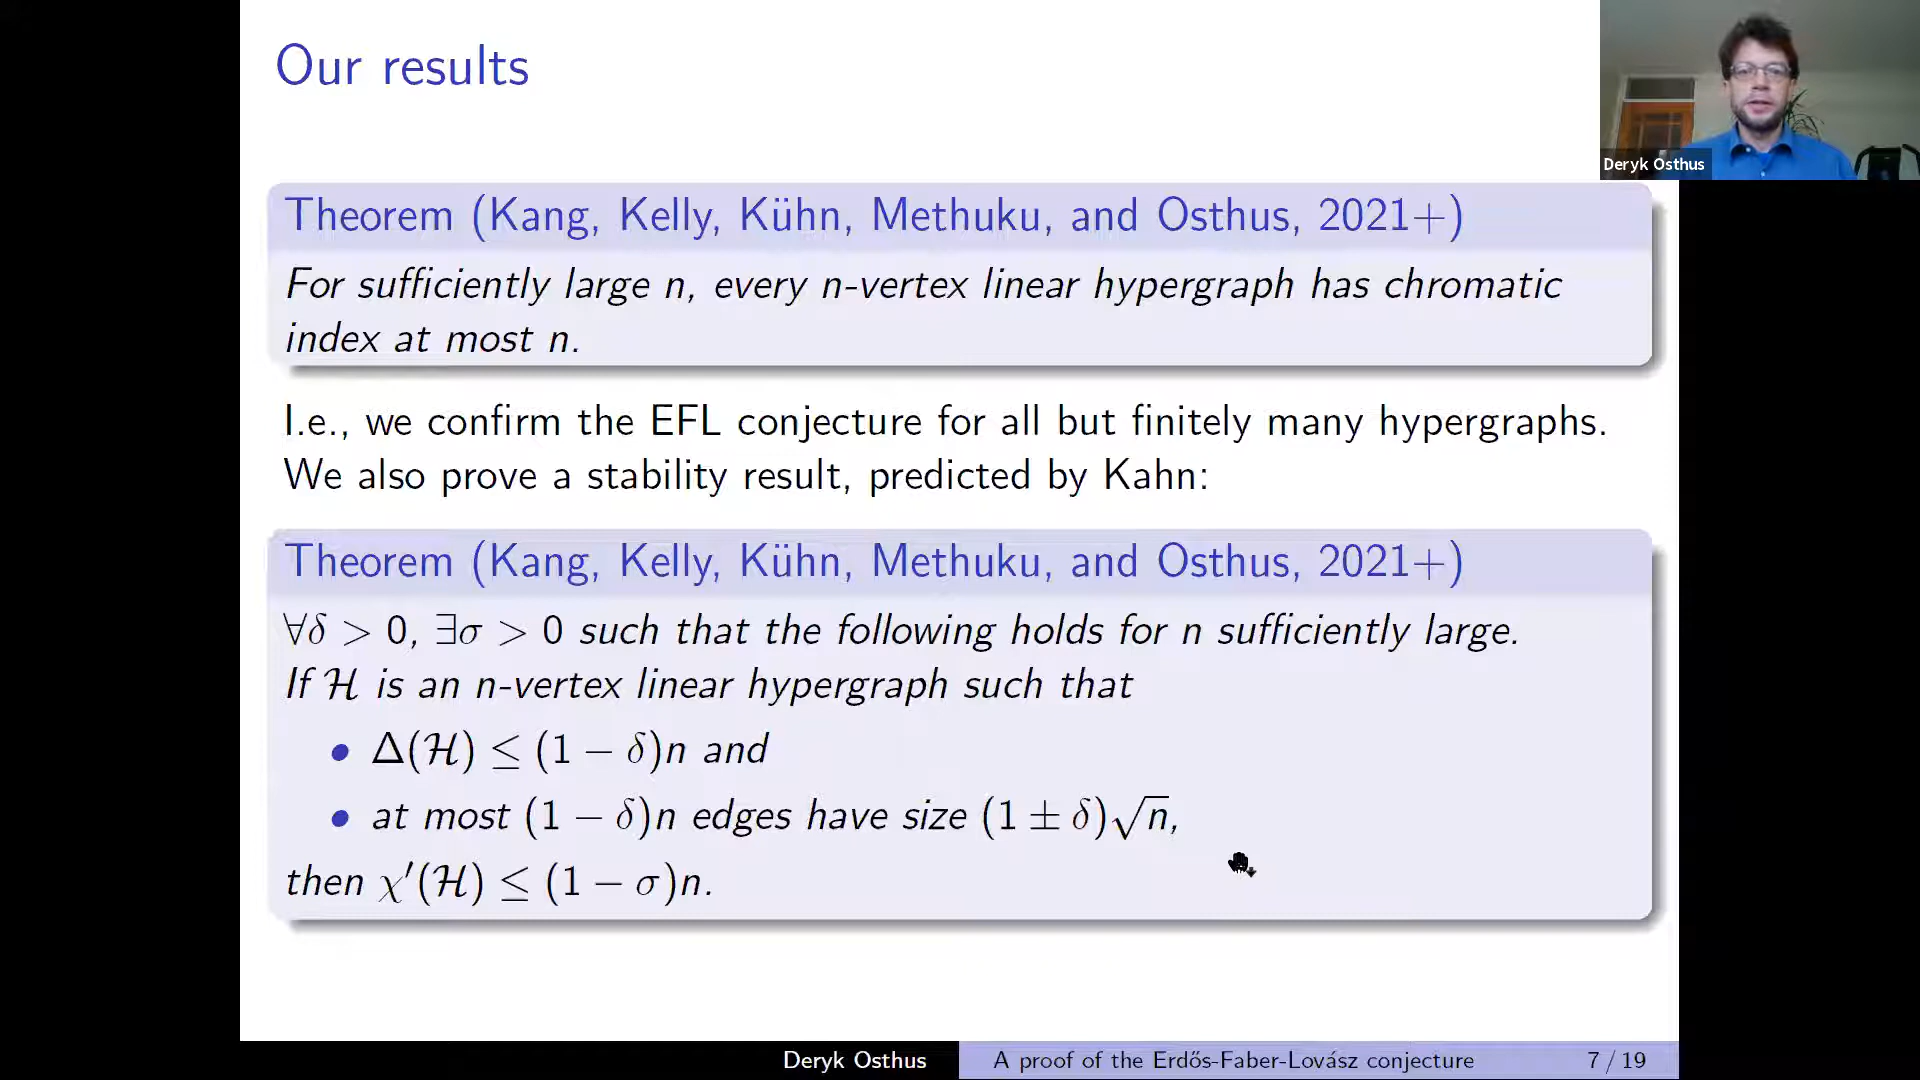 Our results
Deryk Osthus
Theorem (Kang, Kelly, Kühn, Methuku, and Osthus, 2021+)
For sufficiently large n, every n-vertex linear hypergraph has chromatic
index at most n.
I.e., we confirm the EFL conjecture for all but finitely many hypergraphs.
We also prove a stability result, predicted by Kahn:
Theorem (Kang, Kelly, Kühn, Methuku, and Osthus, 2021+)
∀δ > 0, ∃σ > 0 such that the following holds for n sufficiently large.
If ℋ is an n-vertex linear hypergraph such that
• Δ(ℋ) ≤ (1 − δ)n and
• at most (1 − δ)n edges have size (1 ± δ)√n,
then χ′(ℋ) ≤ (1 − σ)n.
Deryk Osthus A proof of the Erdős-Faber-Lovász conjecture 7 / 19